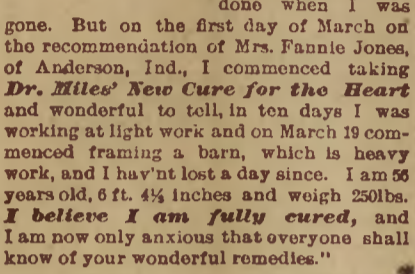 done when I was
gone. But on the first day of March on
the recommendation of Mrs. Fannie Jones,
of Anderson, Ind., I commenced taking
Dr. Miles' New Cure for the Heart
and wonderful to tell, in ten days I was
working at light work and on March 19 com-
menced framing a barn, which is heavy
work, and I hav'nt lost a day since. I am 56
years old, 6 ft. 4½ inches and weigh 250lbs.
I believe I am fully cured, and
I am now only anxious that everyone shall
know of your wonderful remedies."